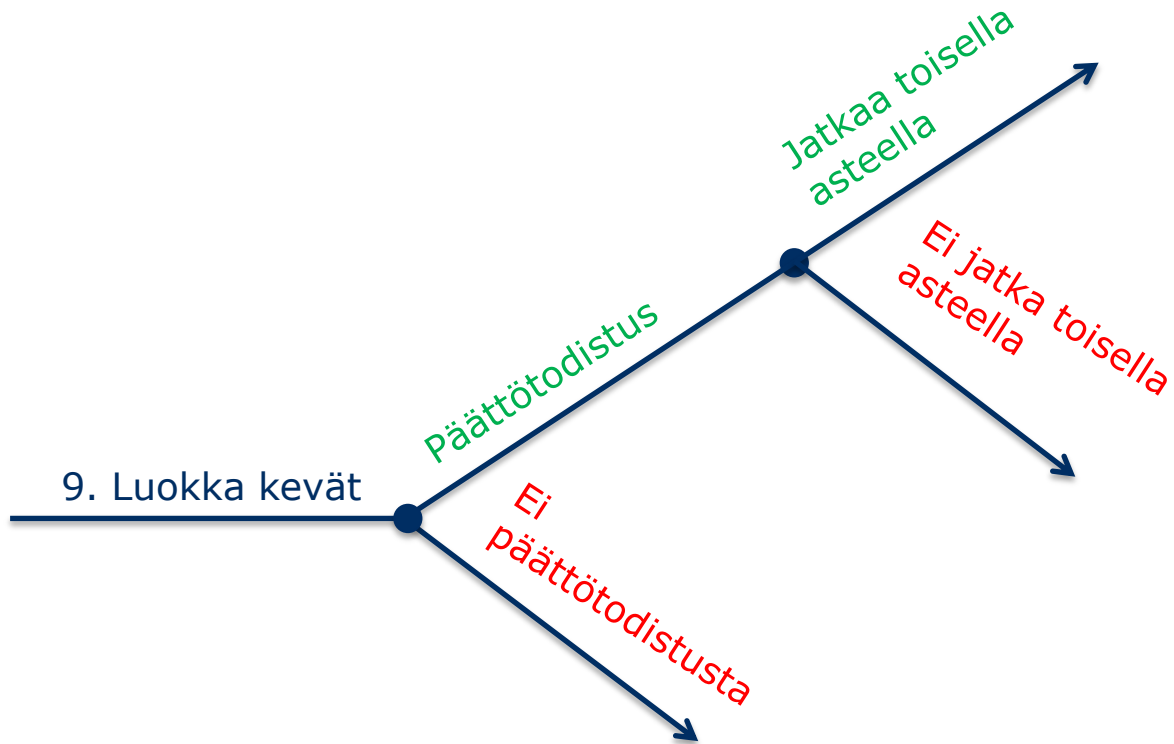 Jatkaa toisella
asteella
Ei jatka toisella
asteella
Päättötodistus
9. Luokka kevät
Ei
päättötodistusta